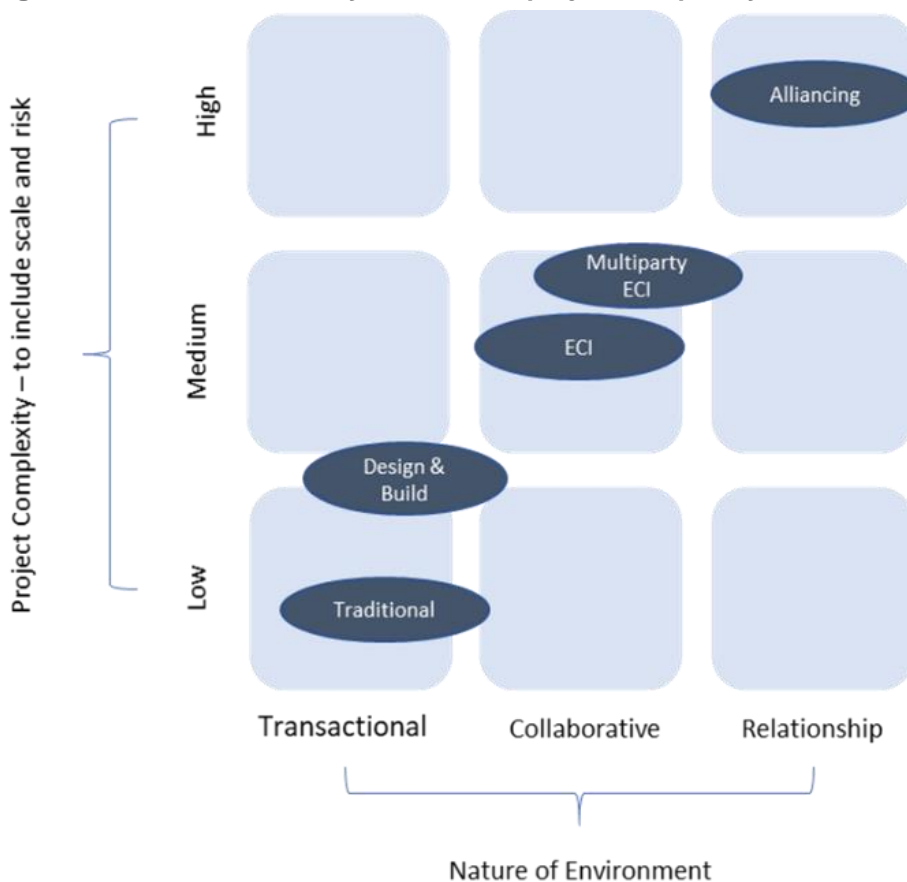 High
Alliancing
Project Complexity – to include scale and risk
Multiparty
ECI
Medium
ECI
Design &
Build
Low
Traditional
Transactional
Collaborative
Relationship
Nature of Environment